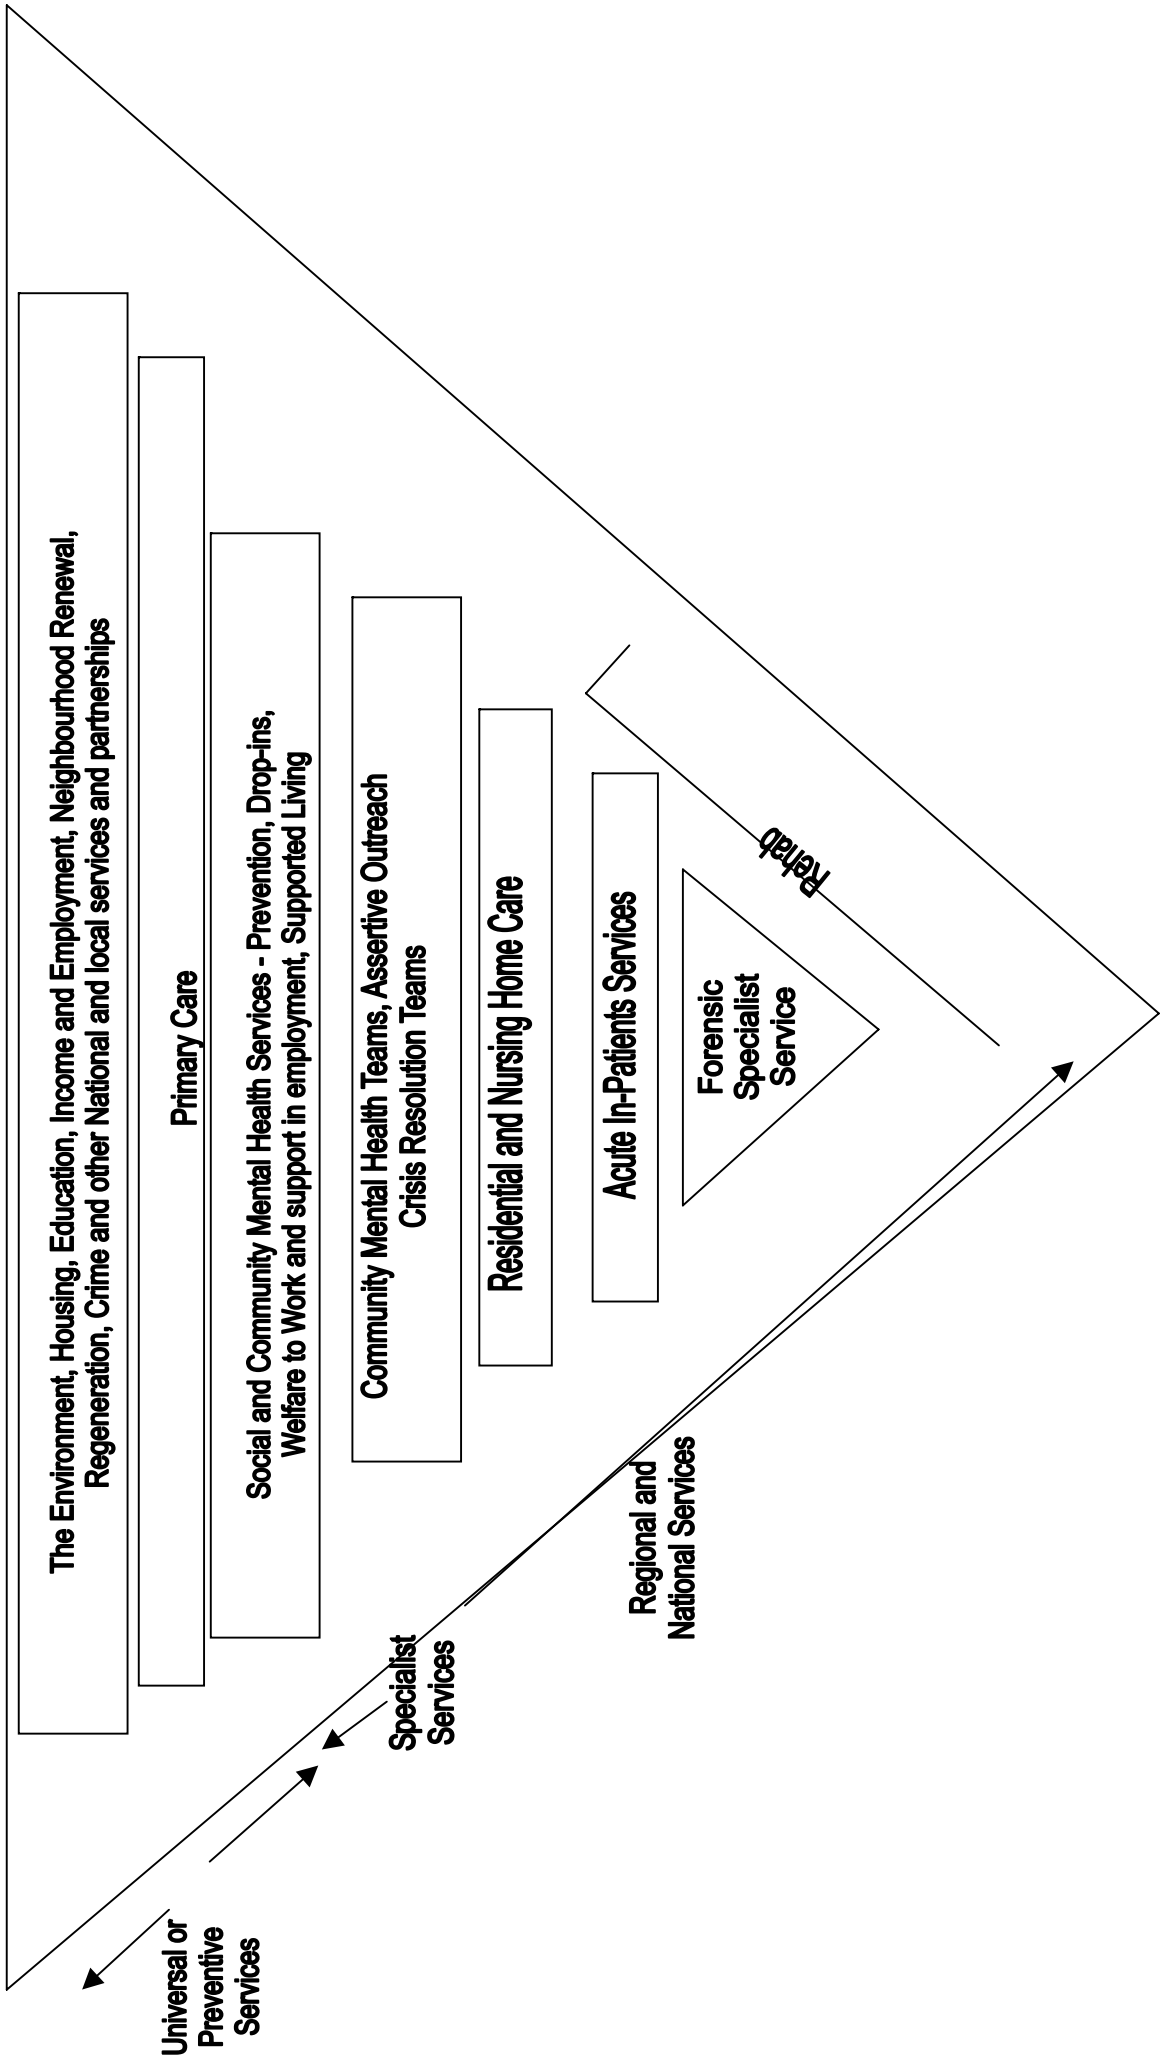 The Environment, Housing, Education, Income and Employment, Neighbourhood Renewal,
Regeneration, Crime and other National and local services and partnerships
Primary Care
Social and Community Mental Health Services - Prevention, Drop-ins,
Welfare to Work and support in employment, Supported Living
Community Mental Health Teams, Assertive Outreach
Crisis Resolution Teams
Residential and Nursing Home Care
Acute In-Patients Services
Forensic
Specialist
Service
Rehab
Universal or
Preventive
Services
Specialist
Services
Regional and
National Services